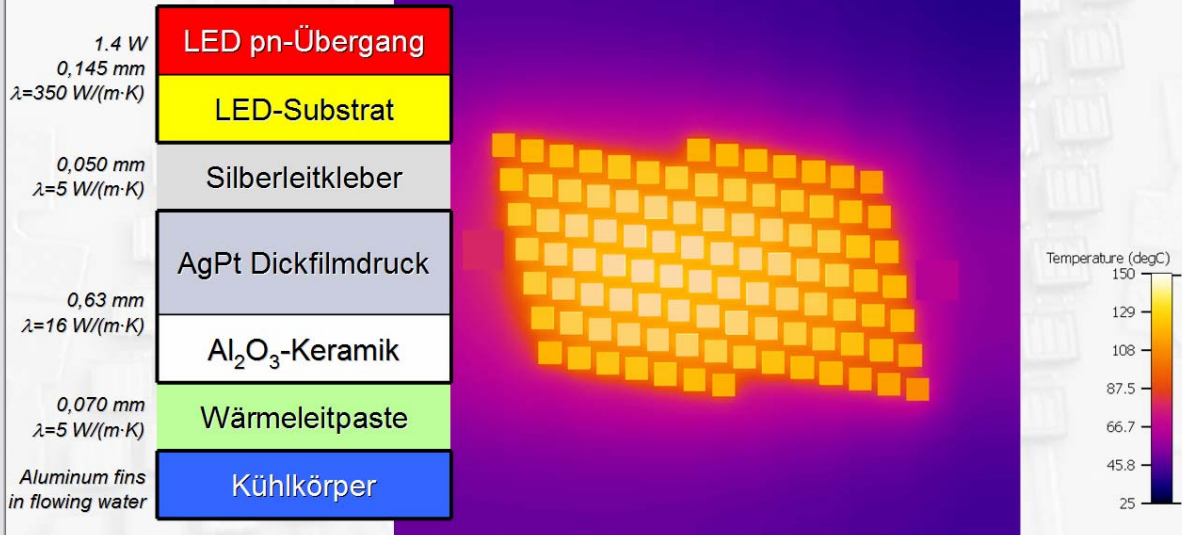 1.4 W
0,145 mm
λ=350 W/(m·K)
0,050 mm
λ=5 W/(m·K)
0,63 mm
λ=16 W/(m·K)
0,070 mm
λ=5 W/(m·K)
Aluminum fins
in flowing water
LED pn-Übergang
LED-Substrat
Silberleitkleber
AgPt Dickfilmdruck
Al₂O₃-Keramik
Wärmeleitpaste
Kühlkörper
Temperature (degC)
150
129
108
87.5
66.7
45.8
25